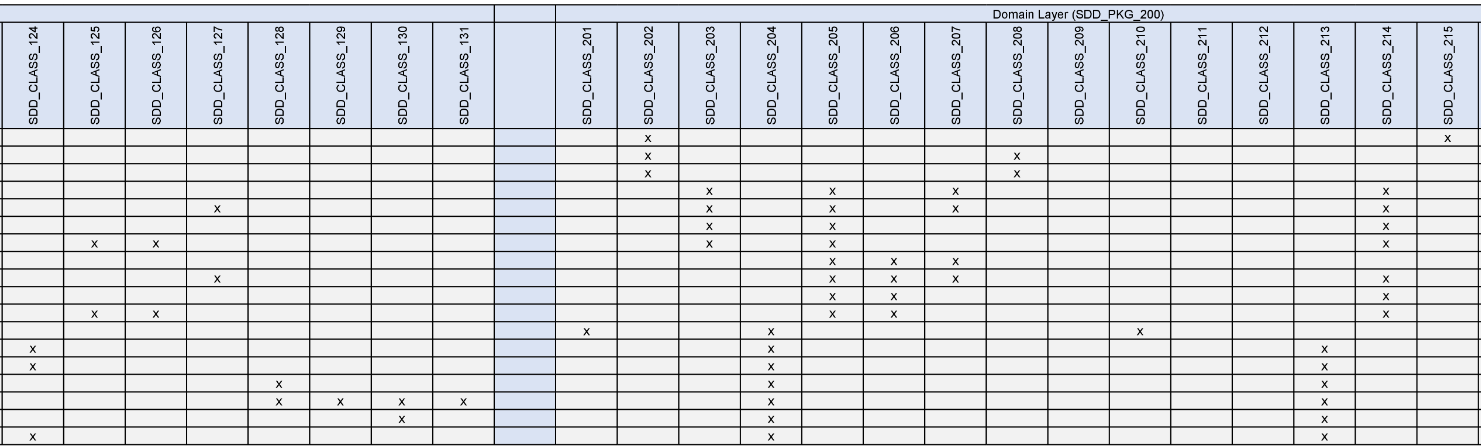 Domain Layer (SDD_PKG_200)
SDD_CLASS_124 SDD_CLASS_125 SDD_CLASS_126 SDD_CLASS_127 SDD_CLASS_128 SDD_CLASS_129 SDD_CLASS_130 SDD_CLASS_131 SDD_CLASS_201 SDD_CLASS_202 SDD_CLASS_203 SDD_CLASS_204 SDD_CLASS_205 SDD_CLASS_206 SDD_CLASS_207 SDD_CLASS_208 SDD_CLASS_209 SDD_CLASS_210 SDD_CLASS_211 SDD_CLASS_212 SDD_CLASS_213 SDD_CLASS_214 SDD_CLASS_215
x x
x x
x x
x x x x
x x x x x
x x x
x x x x x
x x x
x x x x x
x x x
x x x x x
x x x
x x x
x x x
x x x
x x x x x x
x x x
x x x